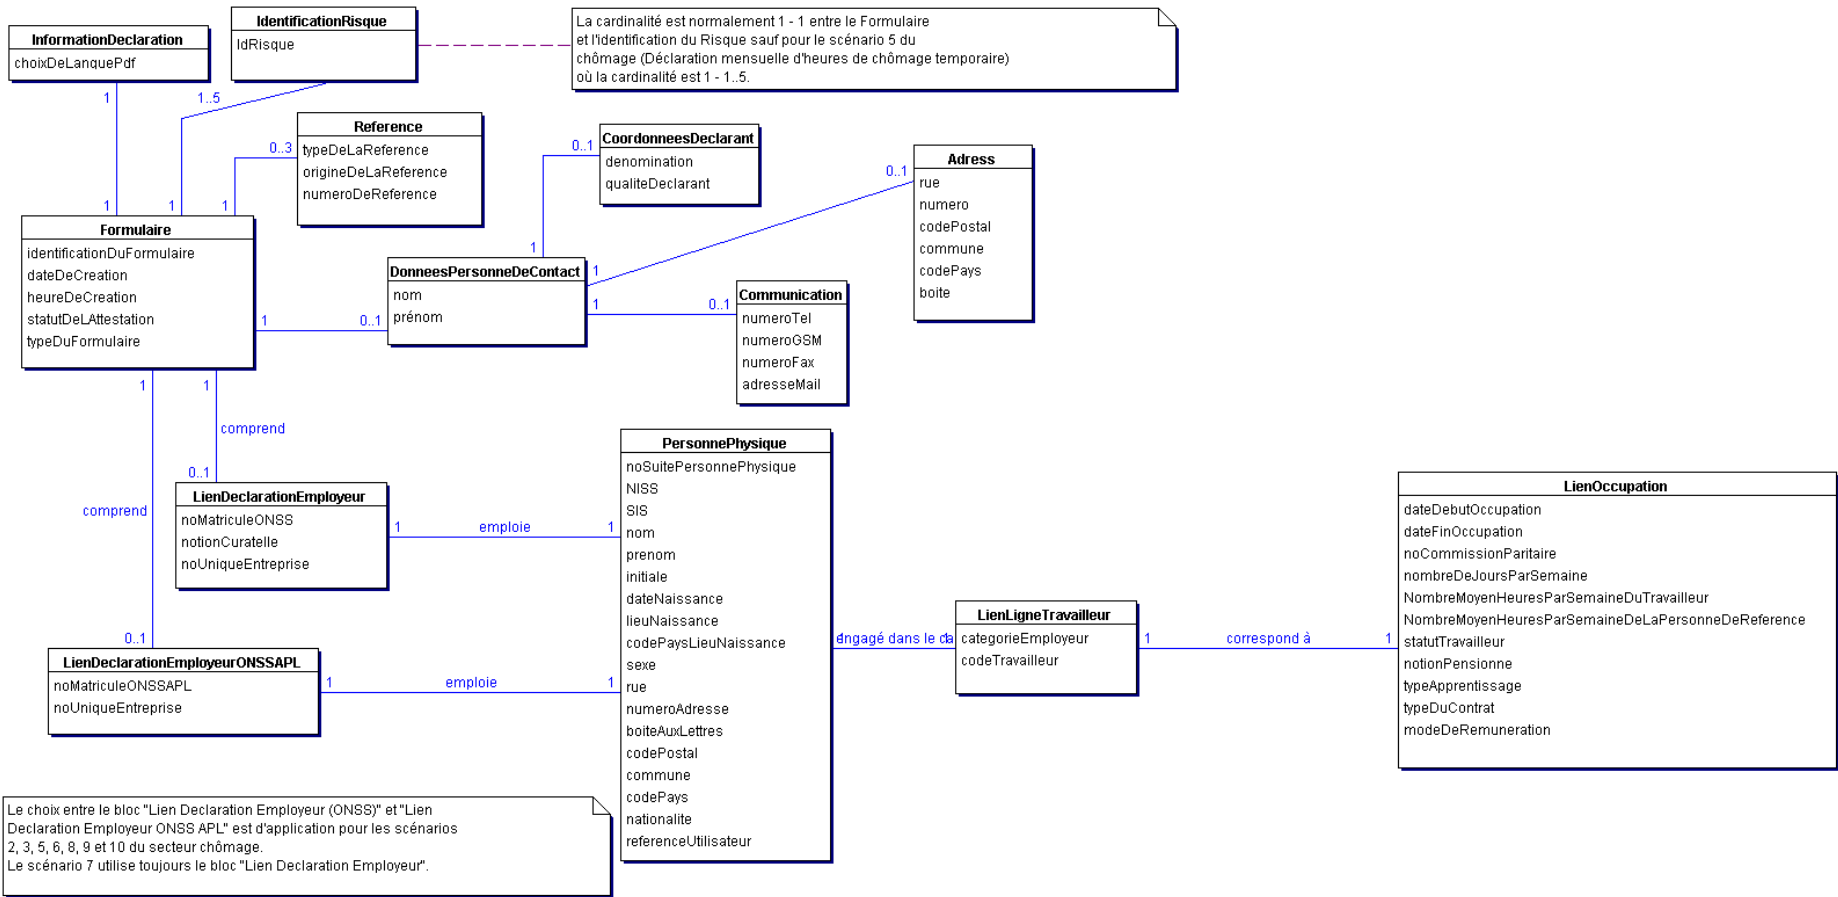 InformationDeclaration
choixDeLanquePdf
IdentificationRisque
IdRisque
La cardinalité est normalement 1 - 1 entre le Formulaire
et l'identification du Risque sauf pour le scénario 5 du
chômage (Déclaration mensuelle d'heures de chômage temporaire)
où la cardinalité est 1 - 1..5.
1
1..5
Reference
typeDeLaReference
origineDeLaReference
numeroDeReference
0..3
CoordonneesDeclarant
denomination
qualiteDeclarant
0..1
Adress
rue
numero
codePostal
commune
codePays
boite
0..1
1
1
1
Formulaire
identificationDuFormulaire
dateDeCreation
heureDeCreation
statutDeLAttestation
typeDuFormulaire
1
DonneesPersonneDeContact
nom
prénom
1
1
0..1
1
0..1
Communication
numeroTel
numeroGSM
numeroFax
adresseMail
1
1
comprend
0..1
comprend
0..1
LienDeclarationEmployeur
noMatriculeONSS
notionCuratelle
noUniqueEntreprise
1
emploie
1
LienDeclarationEmployeurONSSAPL
noMatriculeONSSAPL
noUniqueEntreprise
1
emploie
1
PersonnePhysique
noSuitePersonnePhysique
NISS
SIS
nom
prenom
initiale
dateNaissance
lieuNaissance
codePaysLieuNaissance
sexe
rue
numeroAdresse
boiteAuxLettres
codePostal
commune
codePays
nationalite
referenceUtilisateur
engagé dans le
LienLigneTravailleur
categorieEmployeur
codeTravailleur
1
correspond à
1
LienOccupation
dateDebutOccupation
dateFinOccupation
noCommissionParitaire
nombreDeJoursParSemaine
NombreMoyenHeuresParSemaineDuTravailleur
NombreMoyenHeuresParSemaineDeLaPersonneDeReference
statutTravailleur
notionPensionne
typeApprentissage
typeDuContrat
modeDeRemuneration
Le choix entre le bloc "Lien Declaration Employeur (ONSS)" et "Lien
Declaration Employeur ONSS APL" est d'application pour les scénarios
2, 3, 5, 6, 8, 9 et 10 du secteur chômage.
Le scénario 7 utilise toujours le bloc "Lien Declaration Employeur".